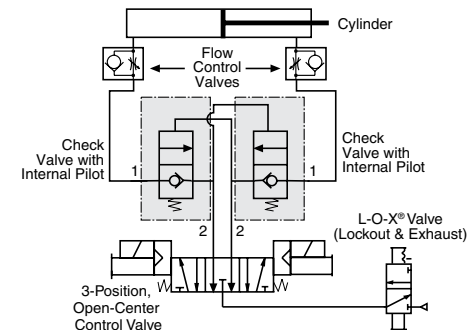 Cylinder
Flow
Control
Valves
Check
Valve with
Internal Pilot
1
Check
Valve with
Internal Pilot
1
2
2
L-O-X® Valve
(Lockout & Exhaust)
3-Position,
Open-Center
Control Valve